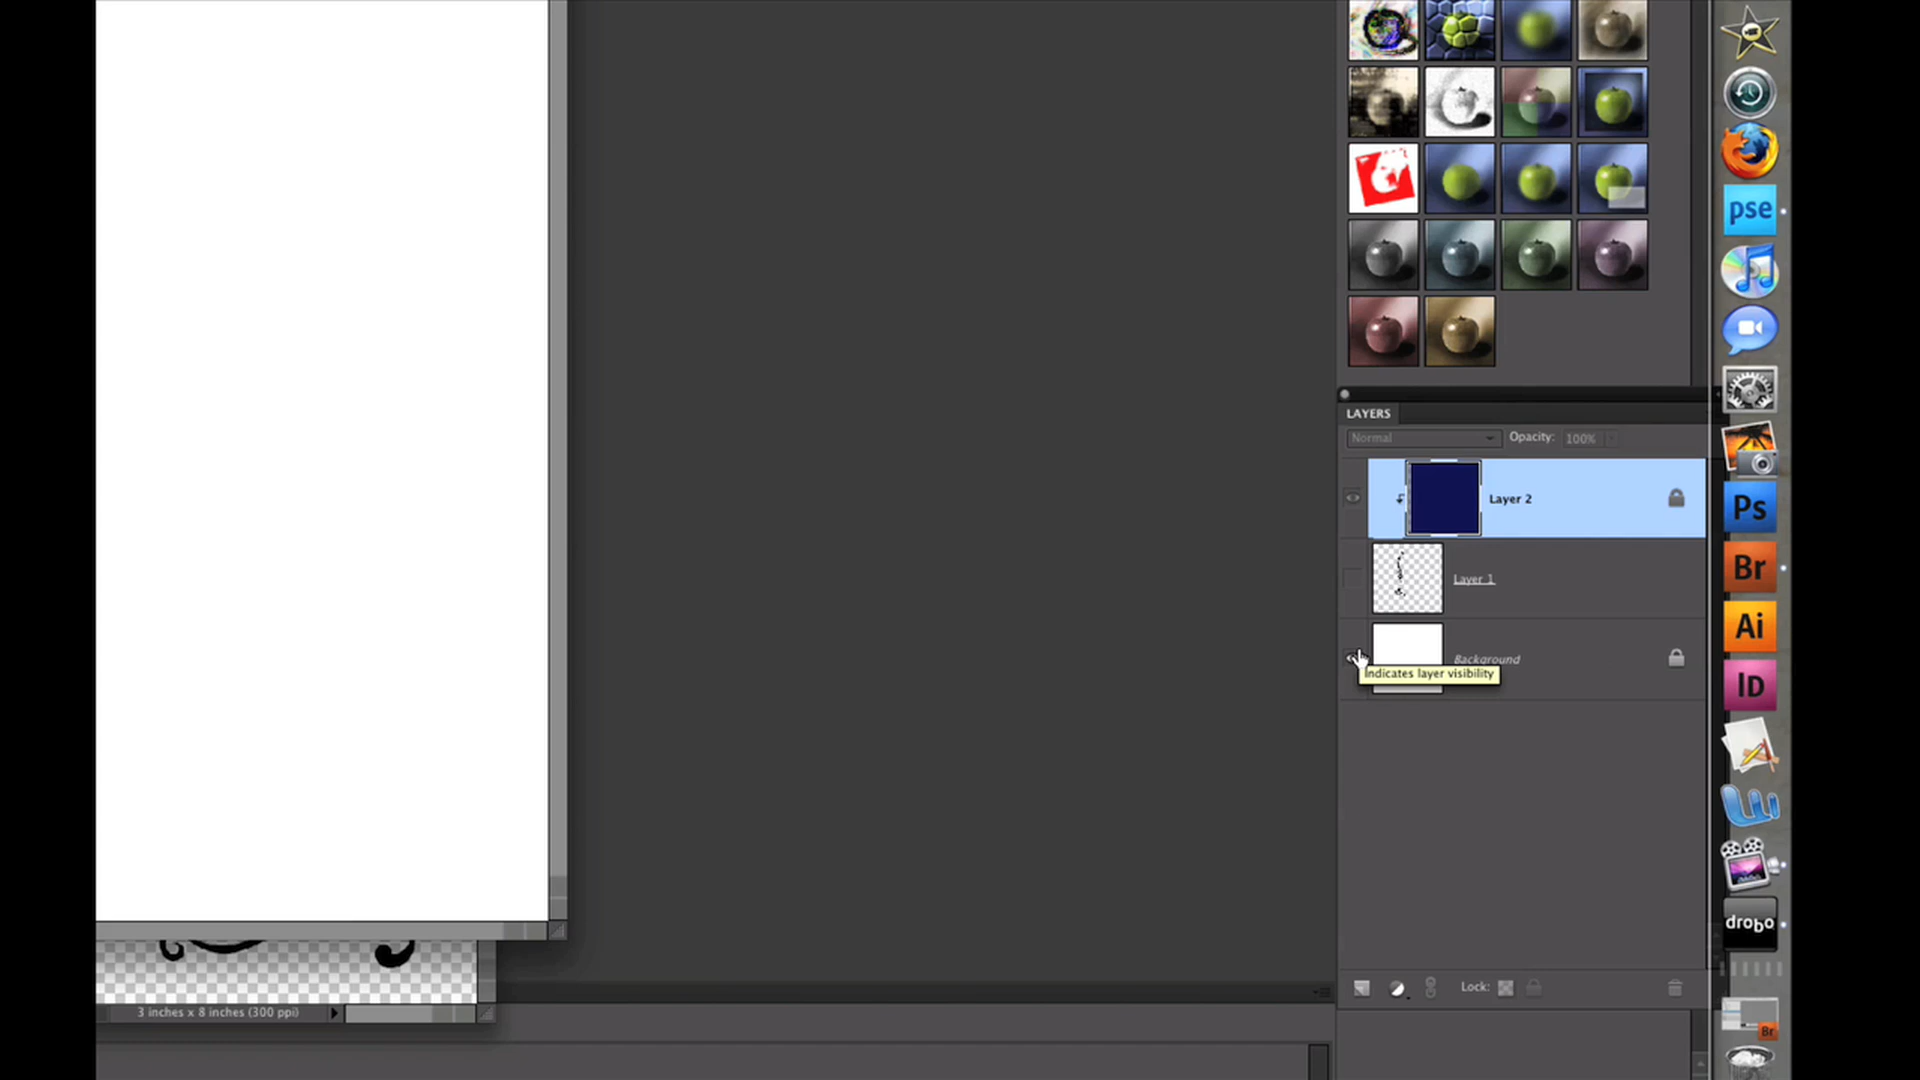 pse
LAYERS
Normal
Opacity: 100%
Layer 2
Layer 1
Ps
Br
Background
Indicates layer visibility
Ai
Id
drobo
Lock:
3 inches x 8 inches (300 ppi)
Br